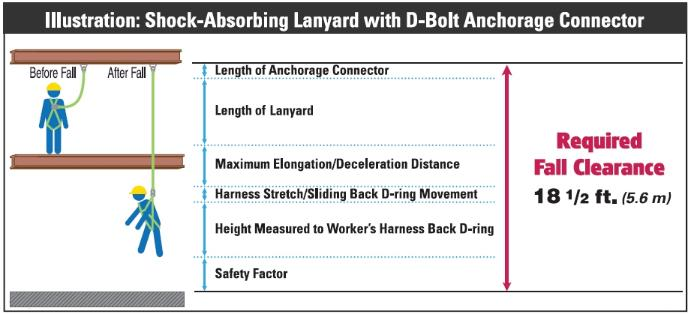 Illustration: Shock-Absorbing Lanyard with D-Bolt Anchorage Connector
Before Fall
After Fall
Length of Anchorage Connector
Length of Lanyard
Maximum Elongation/Deceleration Distance
Harness Stretch/Sliding Back D-ring Movement
Height Measured to Worker's Harness Back D-ring
Safety Factor
Required
Fall Clearance
18 1/2 ft. (5.6 m)